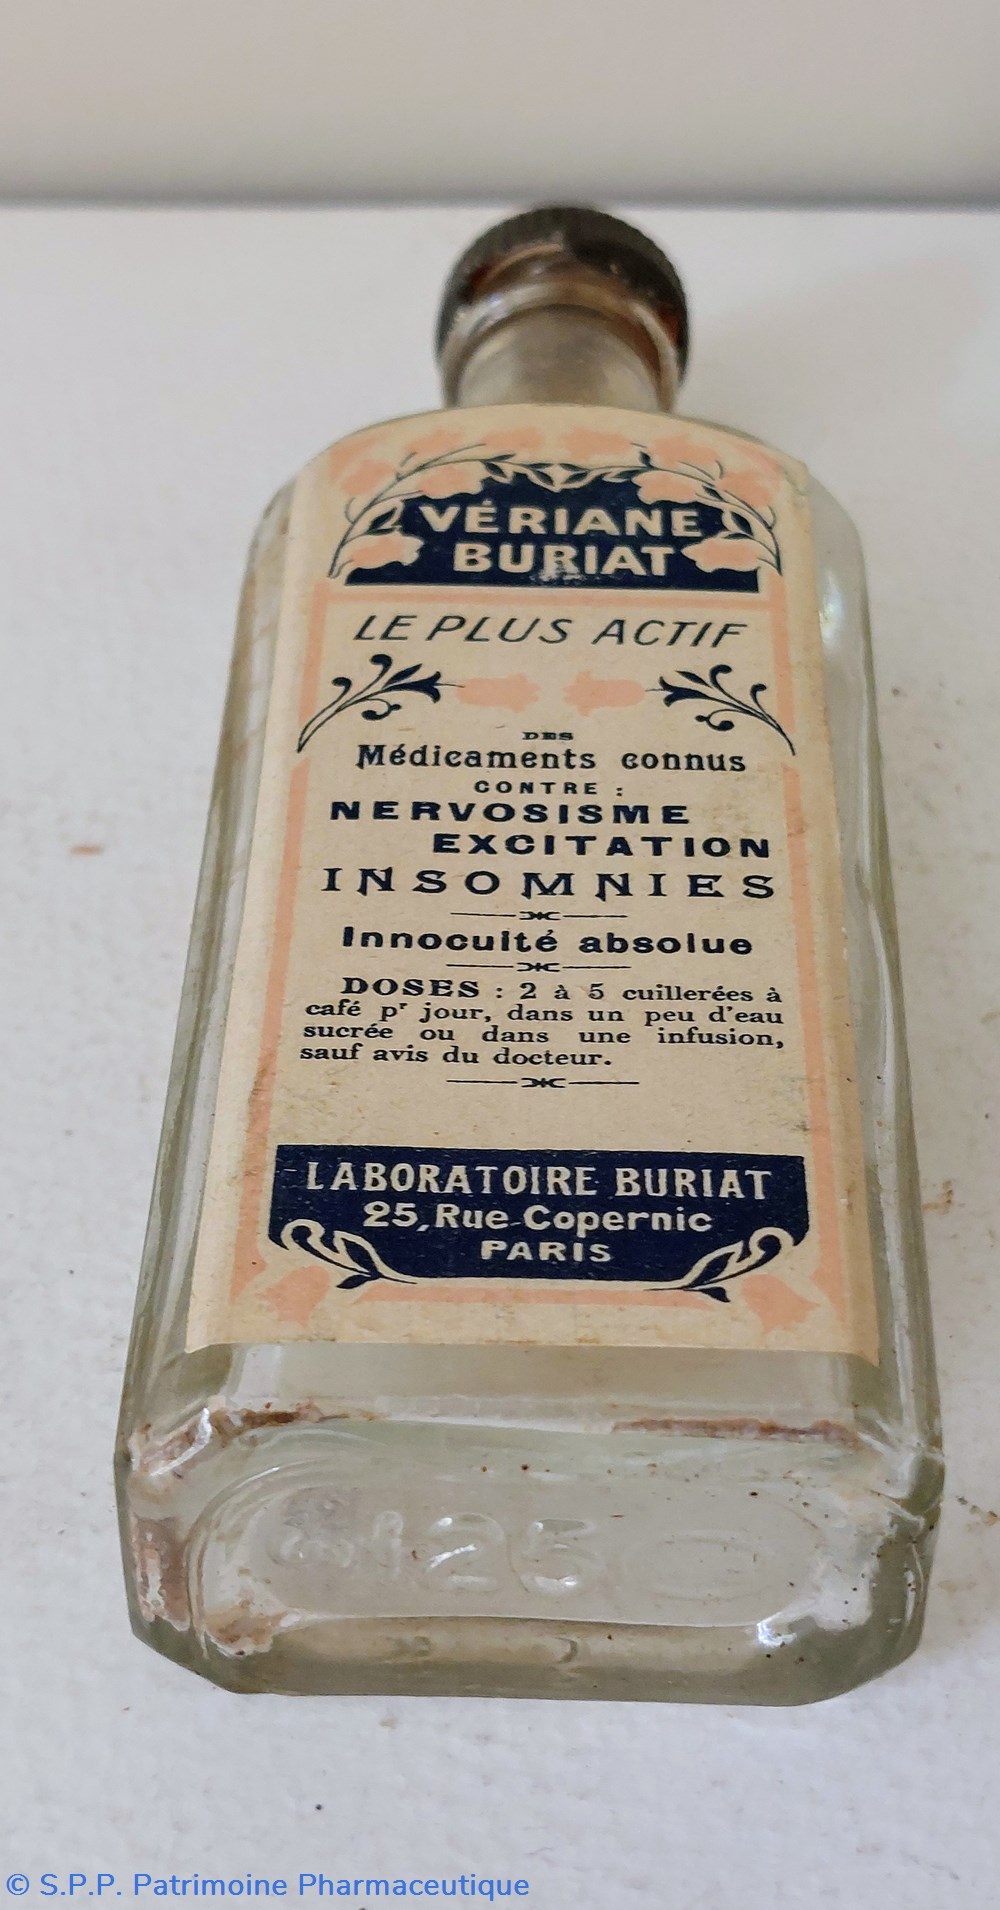 VÉRIANE
BURIAT
LE PLUS ACTIF
DES
Médicaments connus
CONTRE :
NERVOSISME
EXCITATION
INSOMNIES
Innocuité absolue
DOSES : 2 à 5 cuillerées à
café pʳ jour, dans un peu d'eau
sucrée ou dans une infusion,
sauf avis du docteur.
LABORATOIRE BURIAT
25, Rue Copernic
PARIS
125
© S.P.P. Patrimoine Pharmaceutique